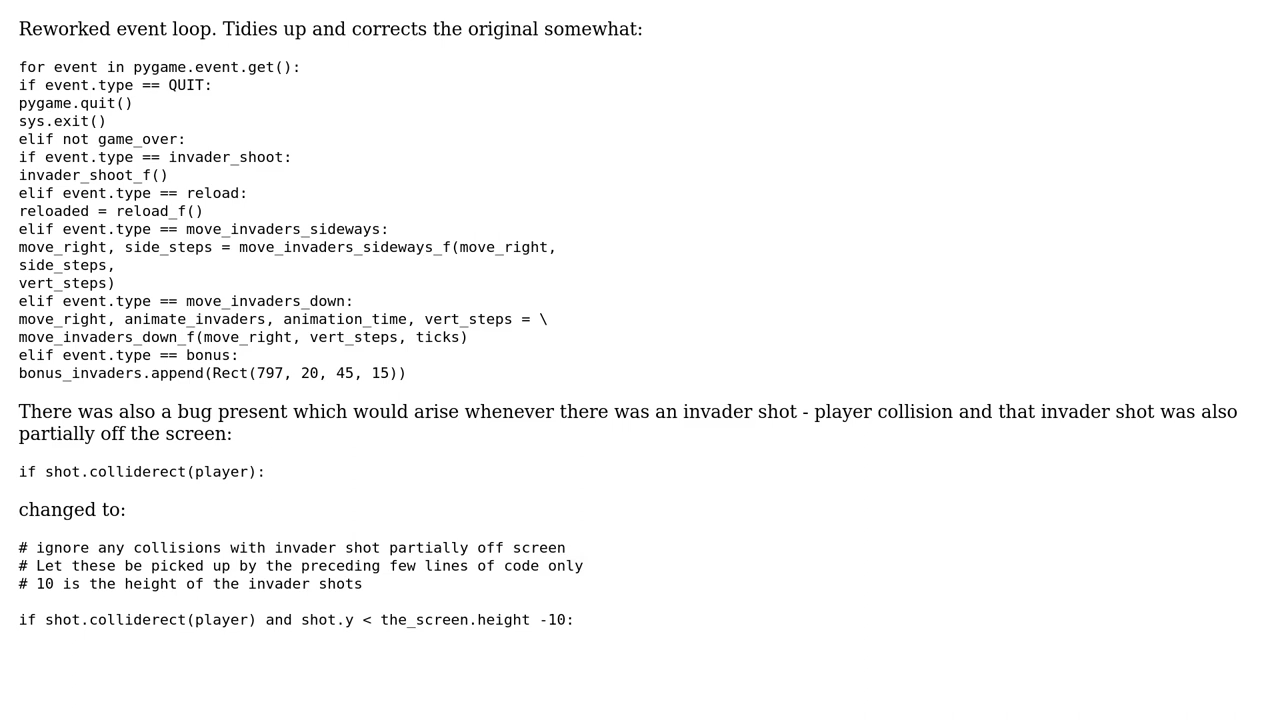 Reworked event loop. Tidies up and corrects the original somewhat:
for event in pygame.event.get():
if event.type == QUIT:
pygame.quit()
sys.exit()
elif not game_over:
if event.type == invader_shoot:
invader_shoot_f()
elif event.type == reload:
reloaded = reload_f()
elif event.type == move_invaders_sideways:
move_right, side_steps = move_invaders_sideways_f(move_right,
side_steps,
vert_steps)
elif event.type == move_invaders_down:
move_right, animate_invaders, animation_time, vert_steps = \
move_invaders_down_f(move_right, vert_steps, ticks)
elif event.type == bonus:
bonus_invaders.append(Rect(797, 20, 45, 15))
There was also a bug present which would arise whenever there was an invader shot - player collision and that invader shot was also
partially off the screen:
if shot.colliderect(player):
changed to:
# ignore any collisions with invader shot partially off screen
# Let these be picked up by the preceding few lines of code only
# 10 is the height of the invader shots
if shot.colliderect(player) and shot.y < the_screen.height -10: